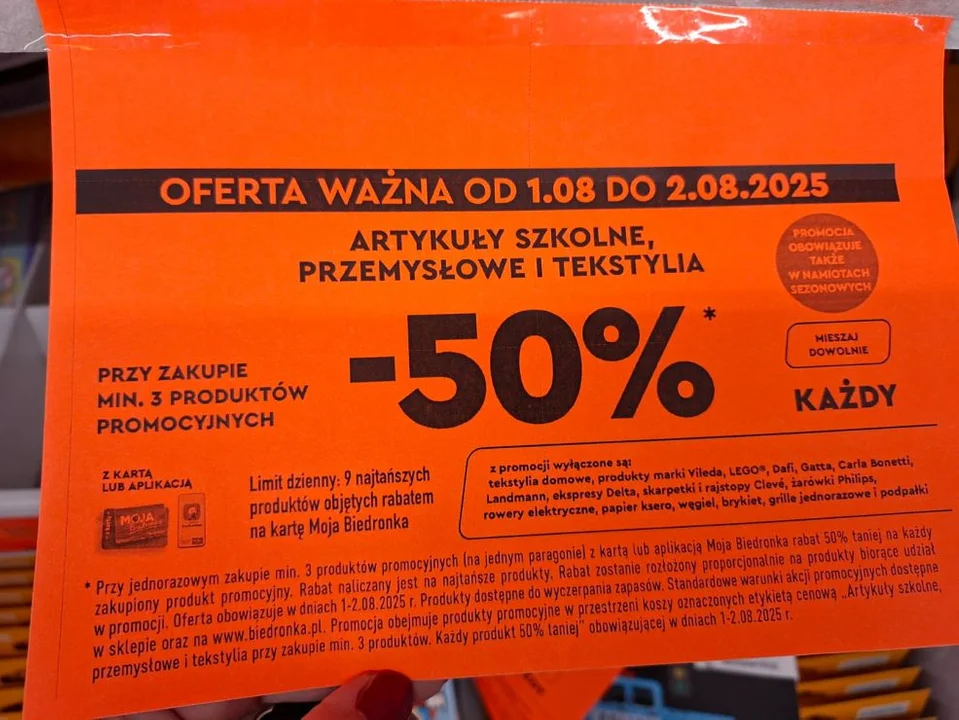 OFERTA WAŻNA OD 1.08 DO 2.08.2025
ARTYKUŁY SZKOLNE,
PRZEMYSŁOWE I TEKSTYLIA
PROMOCJA
OBOWIĄZUJE
TAKŻE
W NAMIOTACH
SEZONOWYCH
-50%*
MIESZAJ
DOWOLNIE
KAŻDY
PRZY ZAKUPIE
MIN. 3 PRODUKTÓW
PROMOCYJNYCH
Z KARTĄ
LUB APLIKACJĄ
MOJA
Limit dzienny: 9 najtańszych
produktów objętych rabatem
na kartę Moja Biedronka
z promocji wyłączone są:
tekstylia domowe, produkty marki Vileda, LEGO®, Dafi, Gatta, Carla Bonetti,
Landmann, ekspresy Delta, skarpetki i rajstopy Clevé, żarówki Philips,
rowery elektryczne, papier ksero, węgiel, brykiet, grille jednorazowe i podpałki
* Przy jednorazowym zakupie min. 3 produktów promocyjnych (na jednym paragonie) z kartą lub aplikacją Moja Biedronka rabat 50% taniej na każdy
zakupiony produkt promocyjny. Rabat naliczany jest na najtańsze produkty. Rabat zostanie rozłożony proporcjonalnie na produkty biorące udział
w promocji. Oferta obowiązuje w dniach 1-2.08.2025 r. Produkty dostępne do wyczerpania zapasów. Standardowe warunki akcji promocyjnych dostępne
w sklepie oraz na www.biedronka.pl. Promocja obejmuje produkty promocyjne w przestrzeni koszy oznaczonych etykietą cenową „Artykuły szkolne,
przemysłowe i tekstylia przy zakupie min. 3 produktów. Każdy produkt 50% taniej" obowiązującej w dniach 1-2.08.2025 r.